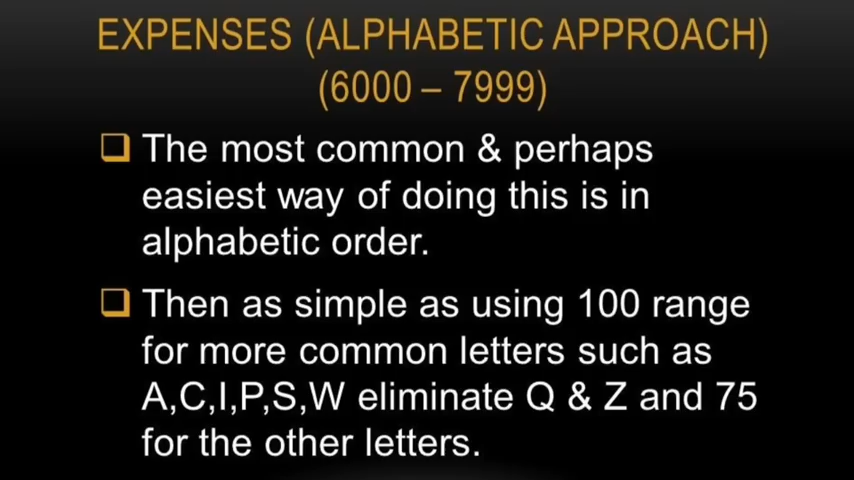 EXPENSES (ALPHABETIC APPROACH)
(6000 – 7999)
The most common & perhaps
easiest way of doing this is in
alphabetic order.
Then as simple as using 100 range
for more common letters such as
A,C,I,P,S,W eliminate Q & Z and 75
for the other letters.